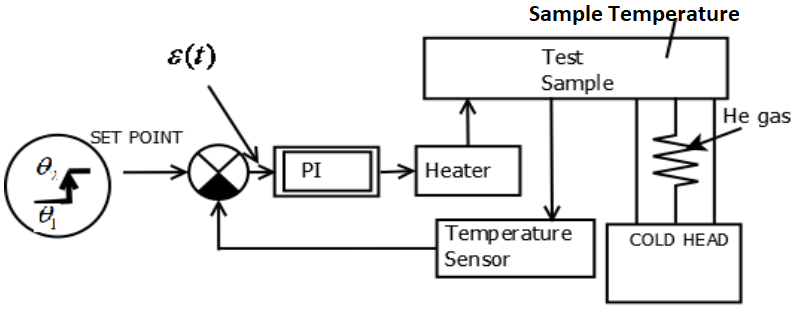 Sample Temperature
ε(t)
Test
Sample
He gas
SET POINT
θ₂
θ₁
PI
Heater
Temperature
Sensor
COLD HEAD